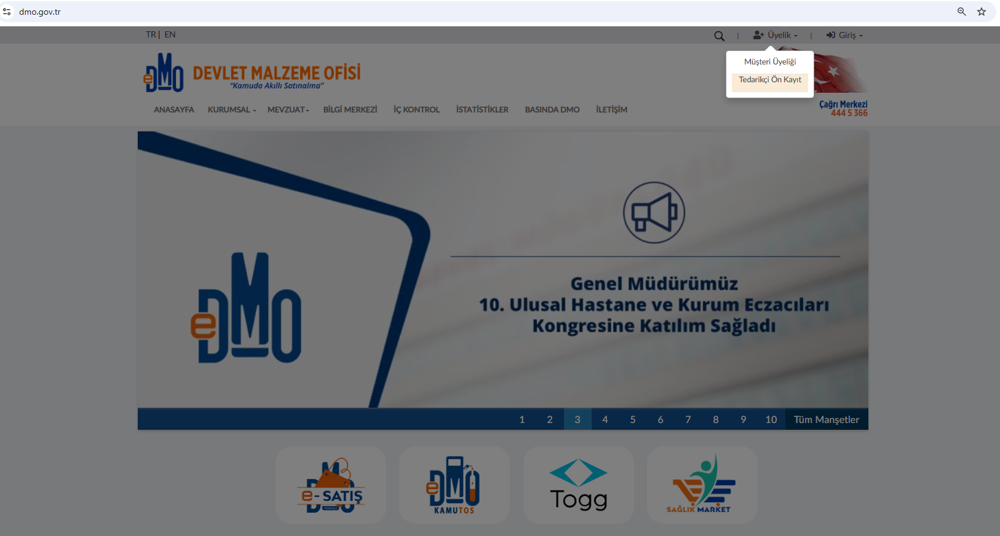 dmo.gov.tr
TR | EN
Üyelik
Giriş
Müşteri Üyeliği
Tedarikçi Ön Kayıt
eDMO
DEVLET MALZEME OFİSİ
“Kamuda Akıllı Satınalma”
Çağrı Merkezi
444 5 366
ANASAYFA KURUMSAL MEVZUAT BİLGİ MERKEZİ İÇ KONTROL İSTATİSTİKLER BASINDA DMO İLETİŞİM
eDMO
Genel Müdürümüz
10. Ulusal Hastane ve Kurum Eczacıları
Kongresine Katılım Sağladı
1 2 3 4 5 6 7 8 9 10 Tüm Manşetler
e-SATIŞ
PORTALI
eDMO
KAMUTOS
Togg
SAĞLIK MARKET